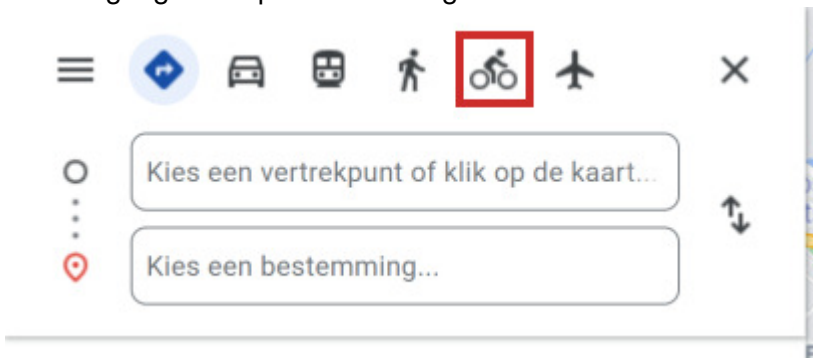 Kies een vertrekpunt of klik op de kaart...
Kies een bestemming...